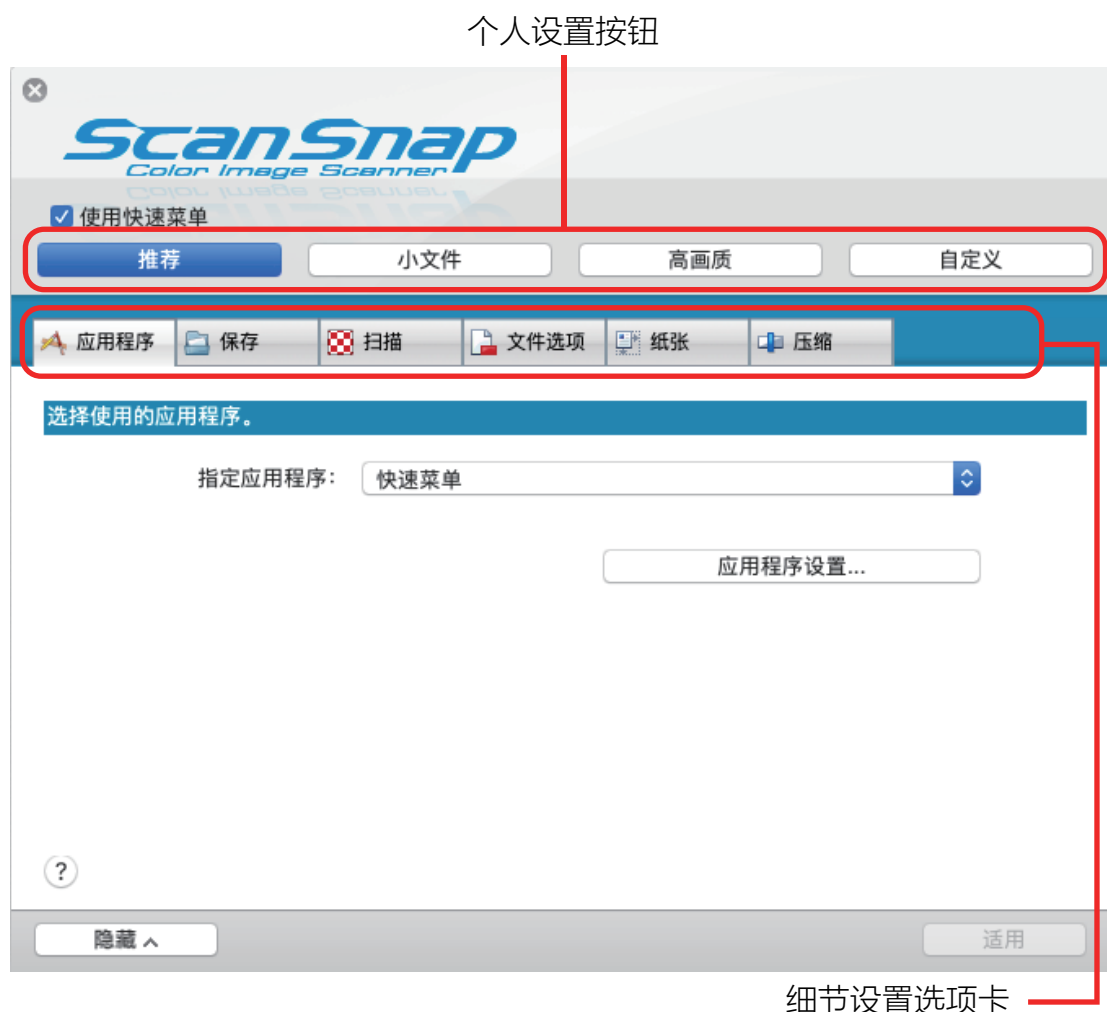 个人设置按钮
ScanSnap
Color Image Scanner
使用快速菜单
推荐 小文件 高画质 自定义
应用程序 保存 扫描 文件选项 纸张 压缩
选择使用的应用程序。
指定应用程序： 快速菜单
应用程序设置...
?
隐藏 适用
细节设置选项卡